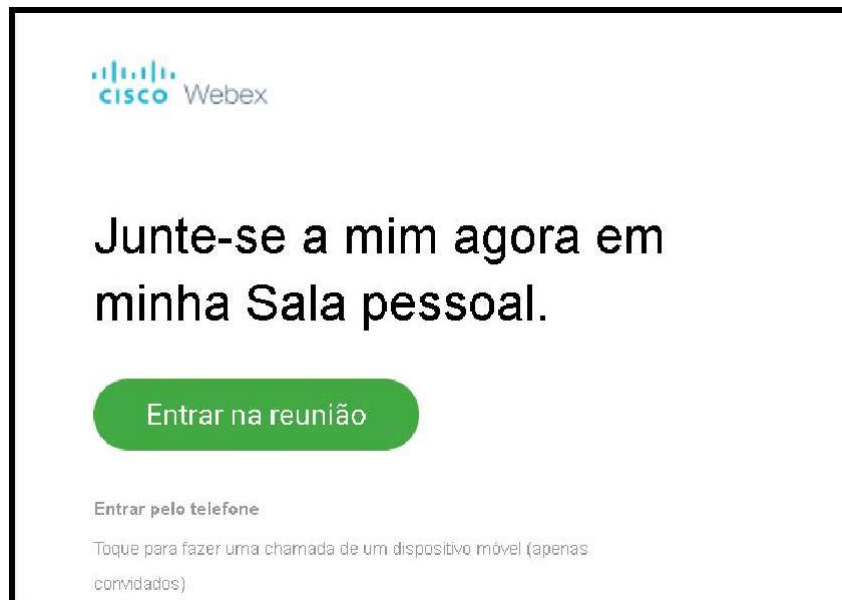 cisco Webex
Junte-se a mim agora em
minha Sala pessoal.
Entrar na reunião
Entrar pelo telefone
Toque para fazer uma chamada de um dispositivo móvel (apenas
convidados)